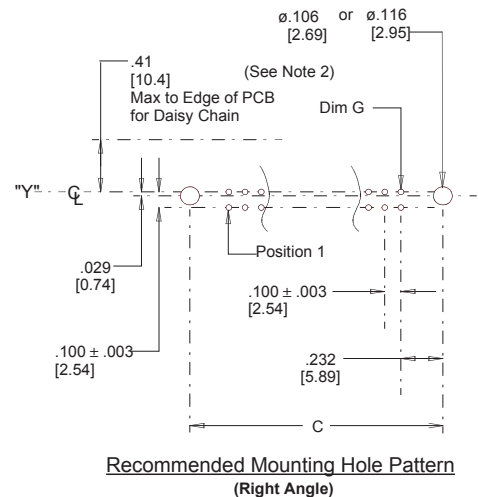 ø.106 or ø.116
[2.69] [2.95]
.41
[10.4]
Max to Edge of PCB
for Daisy Chain
(See Note 2)
Dim G
"Y" ℄
Position 1
.029
[0.74]
.100 ± .003
[2.54]
.100 ± .003
[2.54]
.232
[5.89]
C
Recommended Mounting Hole Pattern
(Right Angle)